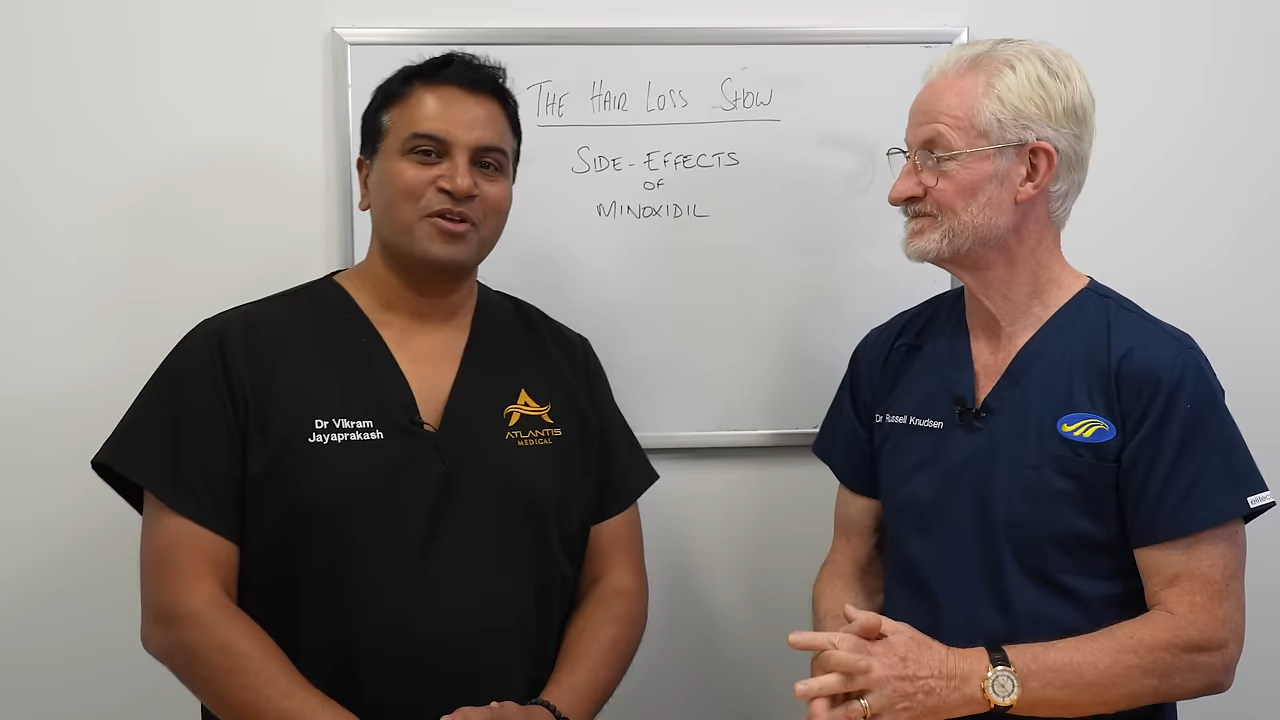 THE HAIR LOSS SHOW
SIDE-EFFECTS
OF
MINOXIDIL
Dr Vikram
Jayaprakash
ATLANTIS
MEDICAL
Dr Russell Knudsen